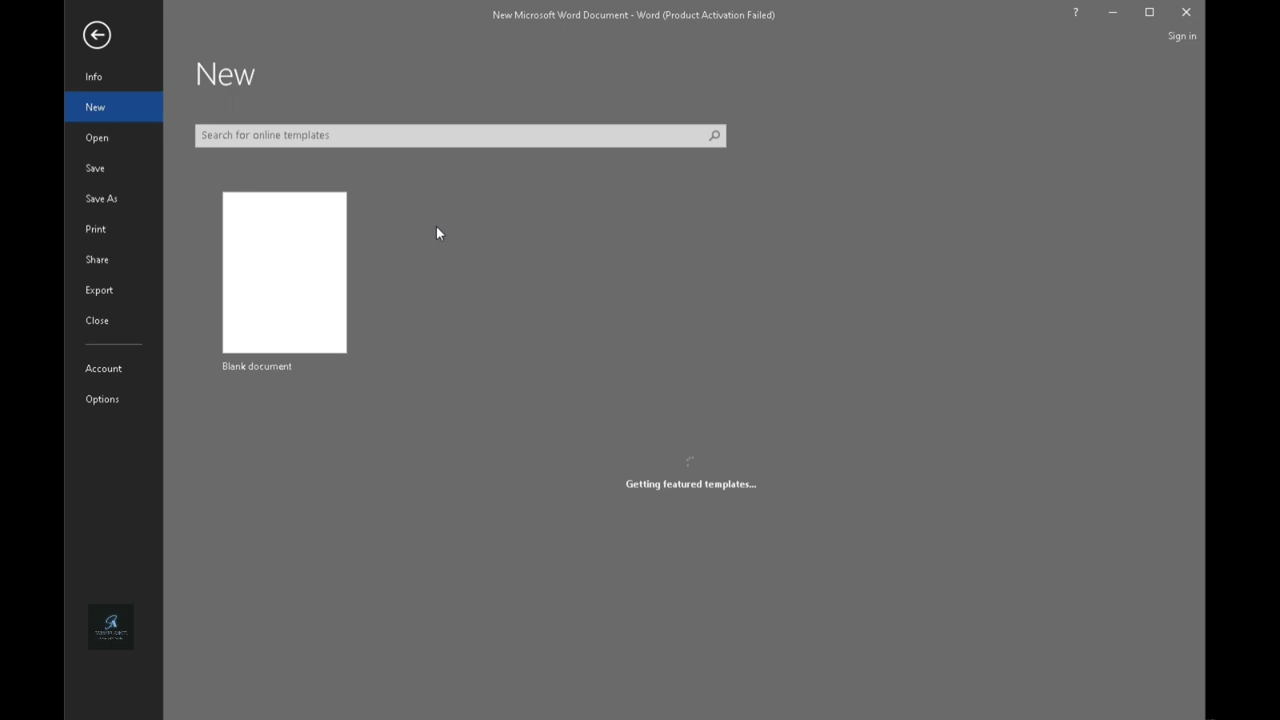 New Microsoft Word Document - Word (Product Activation Failed)
?
Sign in
Info
New
Open
Save
Save As
Print
Share
Export
Close
Account
Options
New
Search for online templates
Blank document
Getting featured templates...